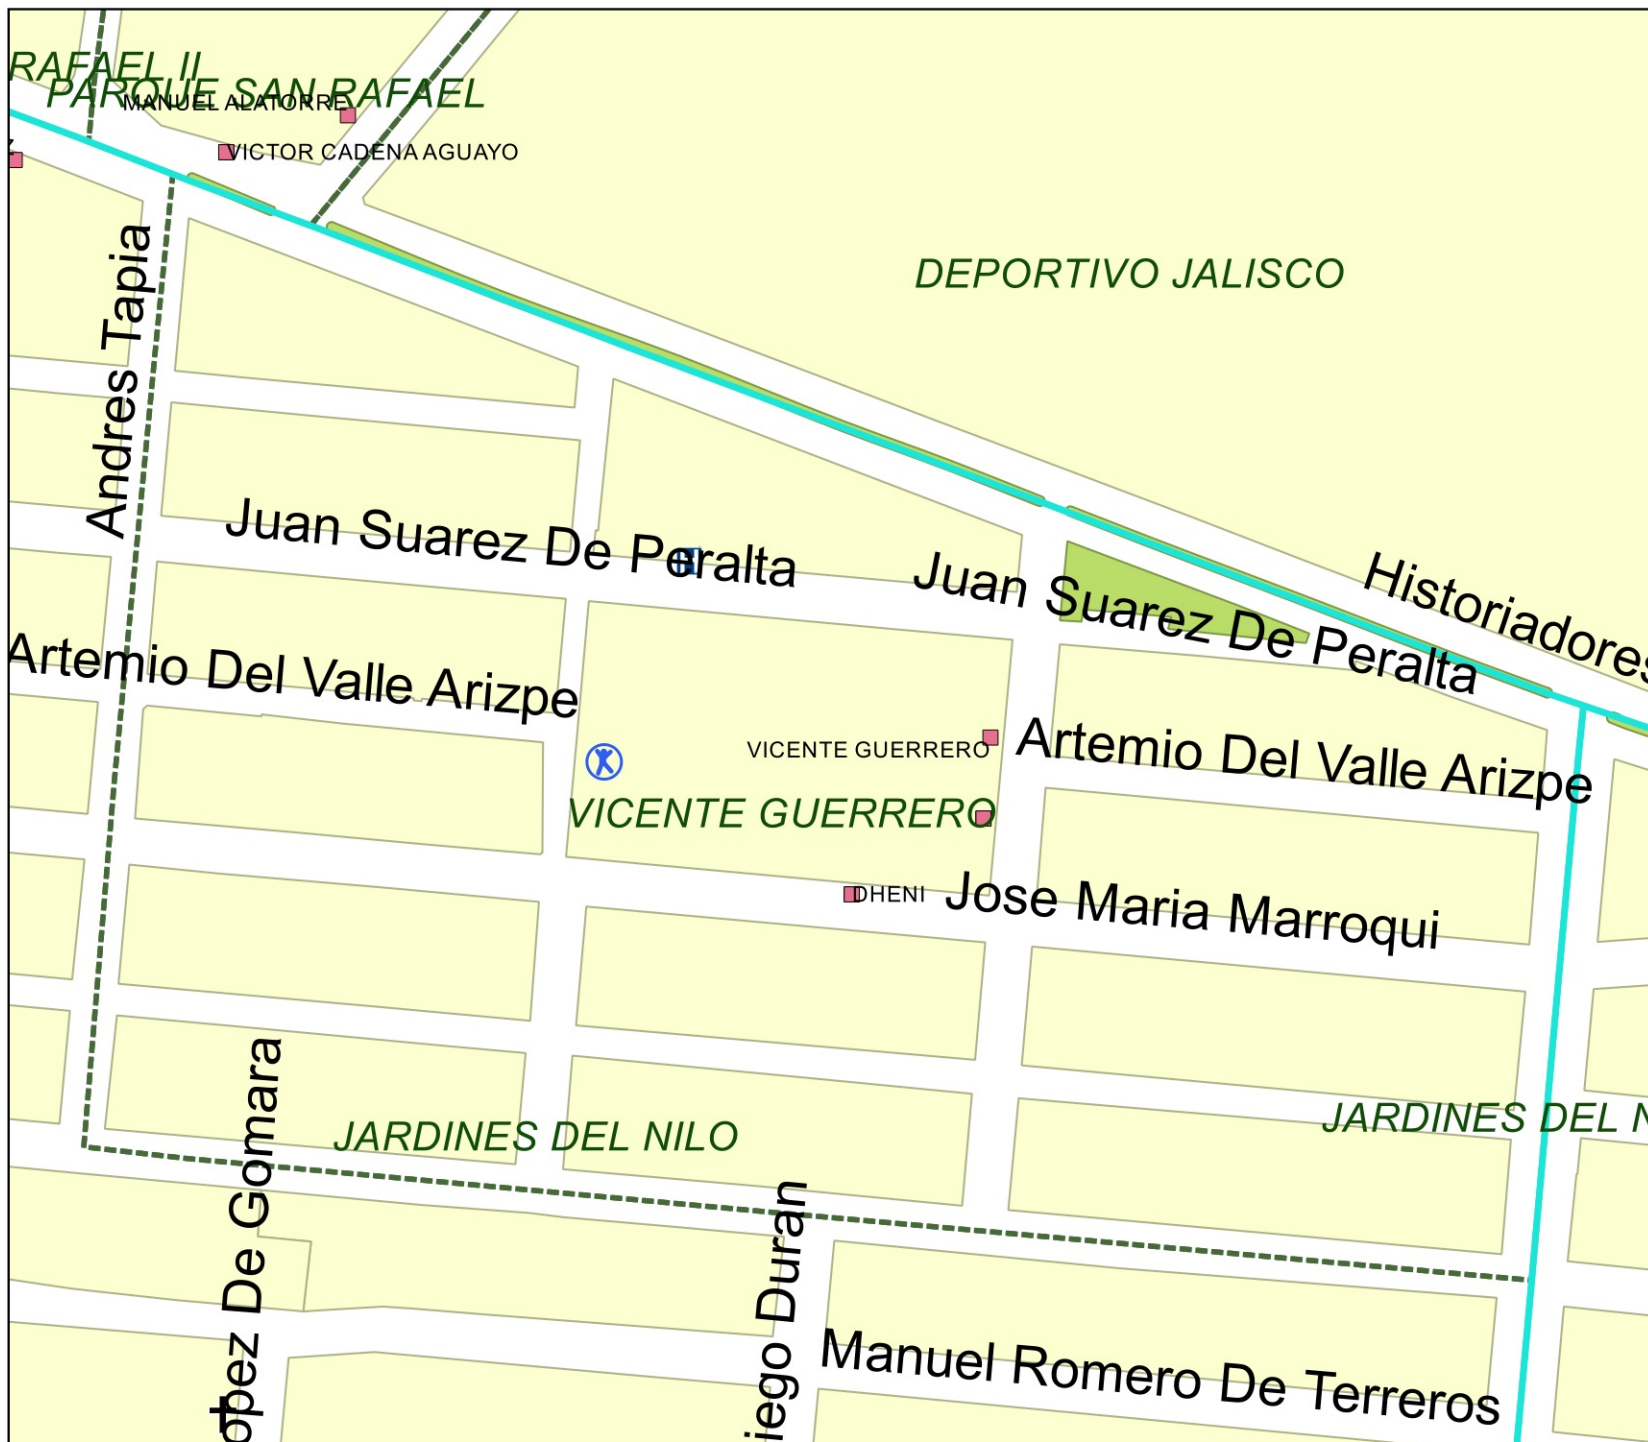 RAFAEL II
PARQUE SAN RAFAEL
MANUEL ALATORRE
VICTOR CADENA AGUAYO
DEPORTIVO JALISCO
Andres Tapia
Juan Suarez De Peralta
Juan Suarez De Peralta
Historiadores
Artemio Del Valle Arizpe
VICENTE GUERRERO
Artemio Del Valle Arizpe
VICENTE GUERRERO
DHENI
Jose Maria Marroqui
JARDINES DEL NILO
JARDINES DEL N
opez De Gomara
iego Duran
Manuel Romero De Terreros